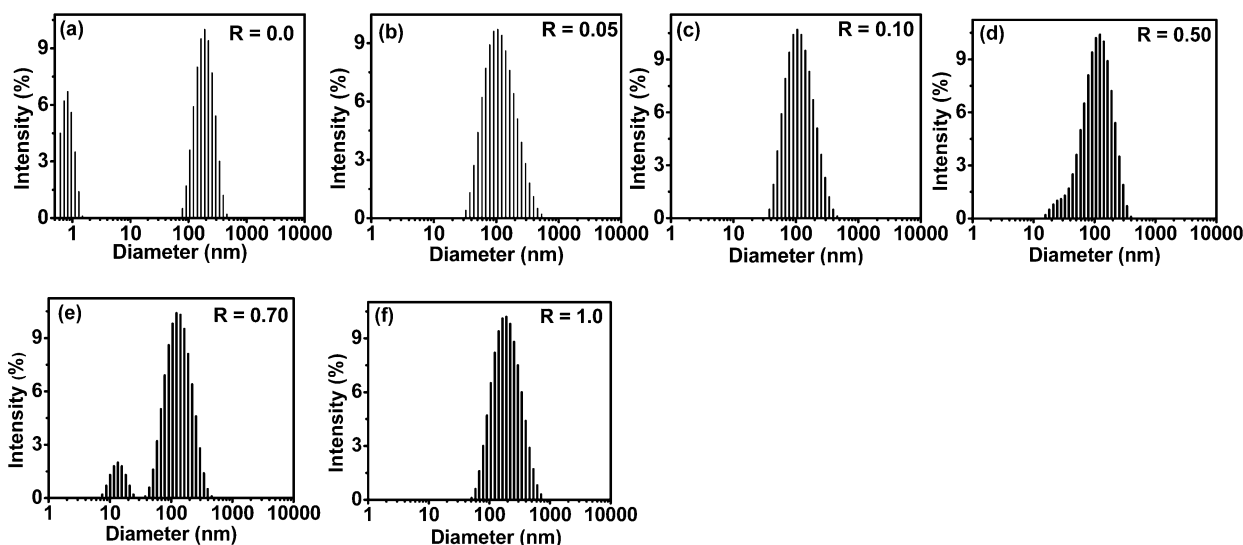 (a)
R = 0.0
Intensity (%)
9
6
3
0
1
10
100
1000
10000
Diameter (nm)
(b)
R = 0.05
Intensity (%)
9
6
3
0
1
10
100
1000
10000
Diameter (nm)
(c)
R = 0.10
Intensity (%)
9
6
3
0
1
10
100
1000
10000
Diameter (nm)
(d)
R = 0.50
Intensity (%)
9
6
3
0
1
10
100
1000
10000
Diameter (nm)
(e)
R = 0.70
Intensity (%)
9
6
3
0
1
10
100
1000
10000
Diameter (nm)
(f)
R = 1.0
Intensity (%)
9
6
3
0
1
10
100
1000
10000
Diameter (nm)